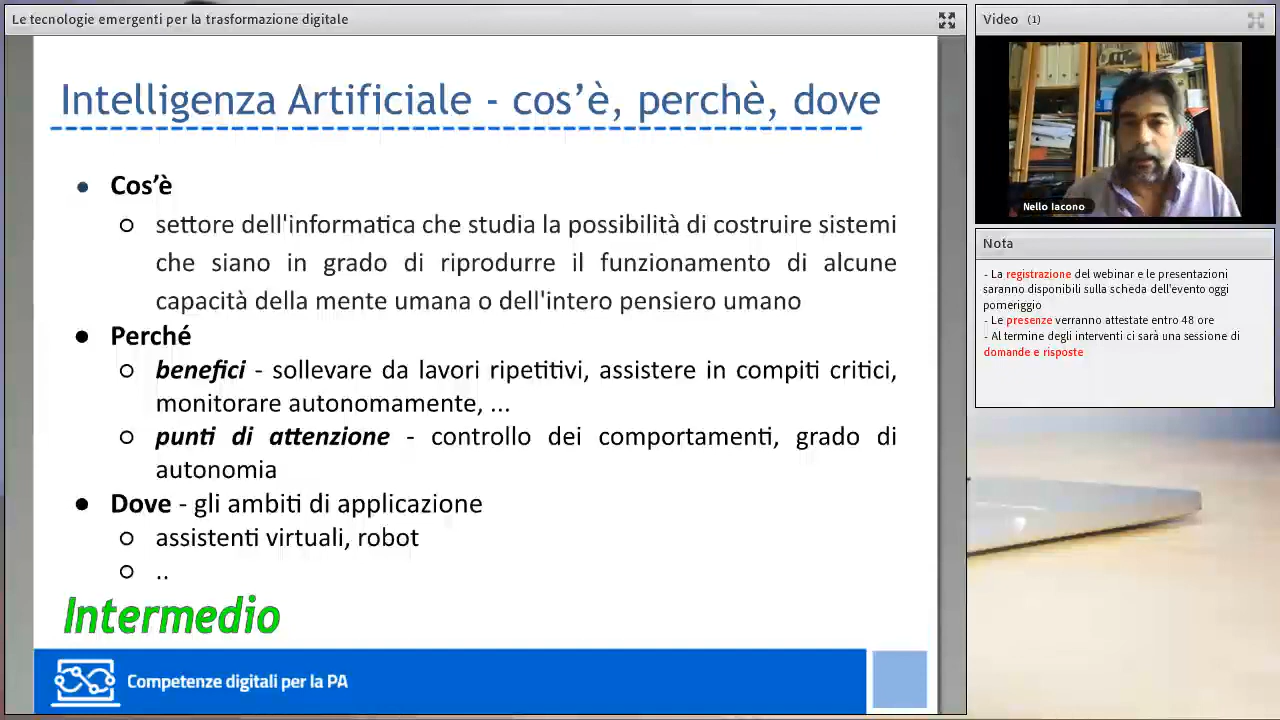 Le tecnologie emergenti per la trasformazione digitale
Intelligenza Artificiale - cos’è, perchè, dove
Cos’è
settore dell'informatica che studia la possibilità di costruire sistemi
che siano in grado di riprodurre il funzionamento di alcune
capacità della mente umana o dell'intero pensiero umano
Perché
benefici - sollevare da lavori ripetitivi, assistere in compiti critici,
monitorare autonomamente, ...
punti di attenzione - controllo dei comportamenti, grado di
autonomia
Dove - gli ambiti di applicazione
assistenti virtuali, robot
..
Intermedio
Competenze digitali per la PA
Video (1)
Nello Iacono
Nota
- La registrazione del webinar e le presentazioni
saranno disponibili sulla scheda dell'evento oggi
pomeriggio
- Le presenze verranno attestate entro 48 ore
- Al termine degli interventi ci sarà una sessione di
domande e risposte